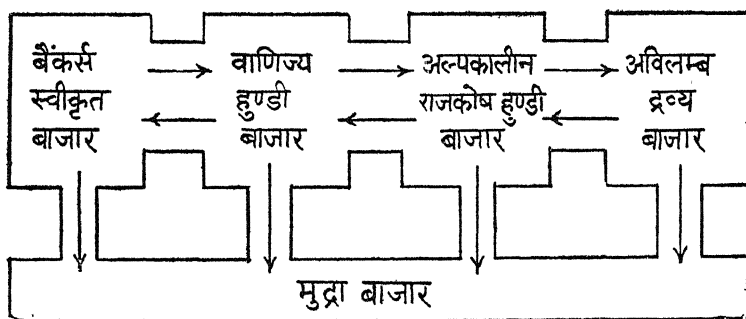 बैंकर्स
स्वीकृत
बाजार
वाणिज्य
हुण्डी
बाजार
अल्पकालीन
राजकोष हुण्डी
बाजार
अविलम्ब
द्रव्य
बाजार
मुद्रा बाजार